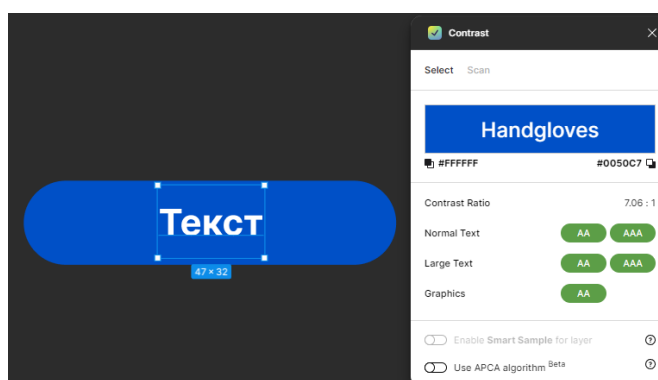 Contrast
Select Scan
Handgloves
#FFFFFF #0050C7
Contrast Ratio 7.06 : 1
Normal Text AA AAA
Large Text AA AAA
Graphics AA
Enable Smart Sample for layer
Use APCA algorithm Beta
Текст
47 × 32